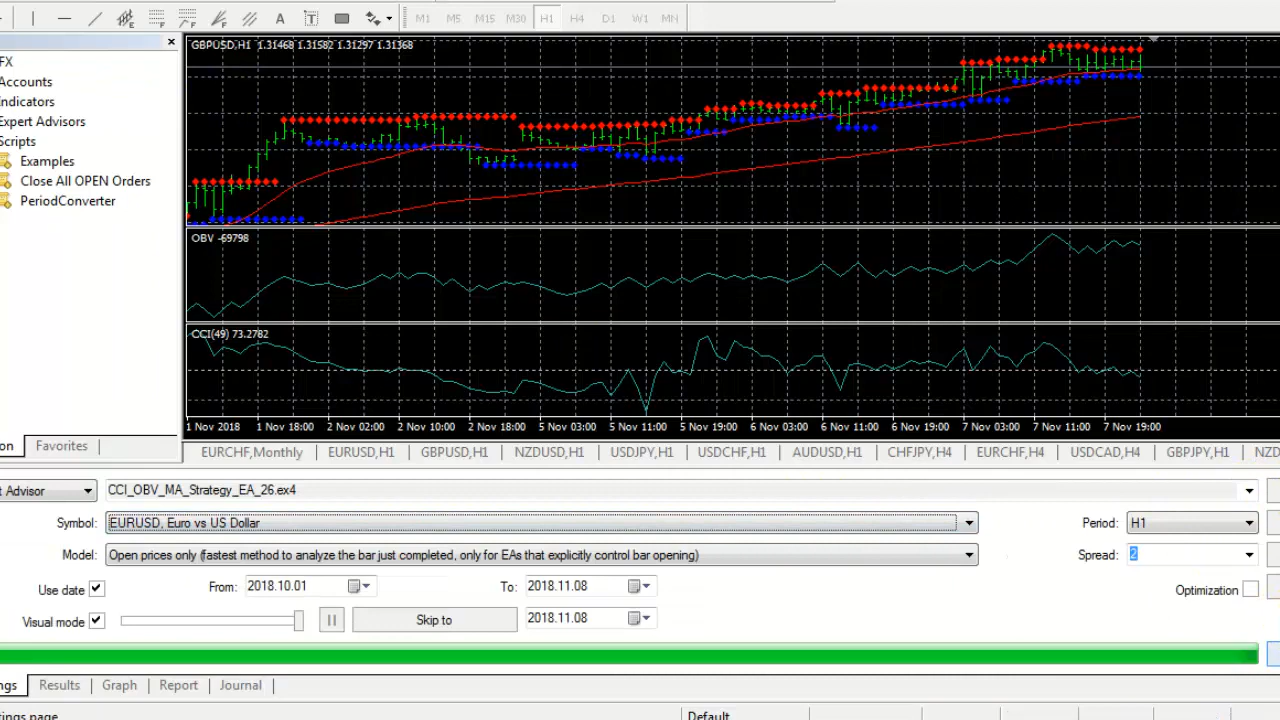 A T M1 M5 M15 M30 H1 H4 D1 W1 MN
FX
Accounts
Indicators
Expert Advisors
Scripts
Examples
Close All OPEN Orders
PeriodConverter
on Favorites
GBPUSD,H1 1.31468 1.31582 1.31297 1.31368
OBV -69798
CCI(49) 73.2782
1 Nov 2018 1 Nov 18:00 2 Nov 02:00 2 Nov 10:00 2 Nov 18:00 5 Nov 03:00 5 Nov 11:00 5 Nov 19:00 6 Nov 03:00 6 Nov 11:00 6 Nov 19:00 7 Nov 03:00 7 Nov 11:00 7 Nov 19:00
EURCHF,Monthly EURUSD,H1 GBPUSD,H1 NZDUSD,H1 USDJPY,H1 USDCHF,H1 AUDUSD,H1 CHFJPY,H4 EURCHF,H4 USDCAD,H4 GBPJPY,H1 NZD
t Advisor CCI_OBV_MA_Strategy_EA_26.ex4
Symbol: EURUSD, Euro vs US Dollar Period: H1
Model: Open prices only (fastest method to analyze the bar just completed, only for EAs that explicitly control bar opening) Spread: 2
Use date From: 2018.10.01 To: 2018.11.08 Optimization
Visual mode Skip to 2018.11.08
ngs Results Graph Report Journal
tings page Default